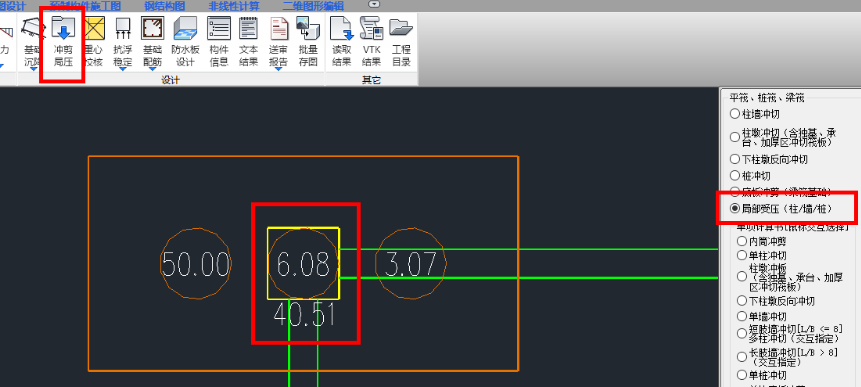 图设计 预制构件施工图 钢结构图 非线性计算 二维图形编辑
力 基础 冲剪 重心 抗浮 基础 防水板 构件 文本 送审 批量 读取 VTK 工程
沉降 局压 校核 稳定 配筋 设计 信息 结果 报告 存图 结果 结果 目录
设计 其它
平筏、桩筏、梁筏
柱墙冲切
柱墩冲切(含独基、承
台、加厚区冲切筏板)
下柱墩反向冲切
桩冲切
底板冲剪(梁筏基础)
局部受压(柱/墙/桩)
单项计算书[鼠标交互选择]
内筒冲剪
单柱冲切
柱墩冲板
(含独基、承台、加厚
区冲切筏板)
下柱墩反向冲切
单墙冲切
短肢墙冲切[L/B <= 8]
多柱冲切(交互指定)
长肢墙冲切[L/B > 8]
(交互指定)
单桩冲切
50.00 6.08 3.07
40.51